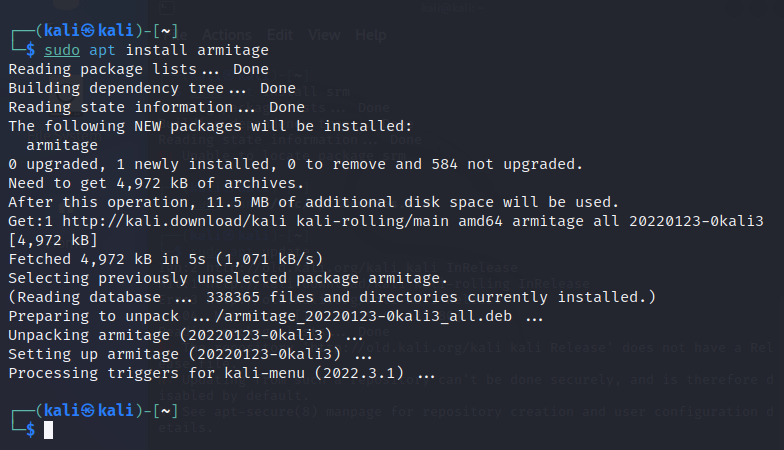 ┌──(kali㉿kali)-[~]
└─$ sudo apt install armitage
Reading package lists... Done
Building dependency tree... Done
Reading state information... Done
The following NEW packages will be installed:
  armitage
0 upgraded, 1 newly installed, 0 to remove and 584 not upgraded.
Need to get 4,972 kB of archives.
After this operation, 11.5 MB of additional disk space will be used.
Get:1 http://kali.download/kali kali-rolling/main amd64 armitage all 20220123-0kali3
[4,972 kB]
Fetched 4,972 kB in 5s (1,071 kB/s)
Selecting previously unselected package armitage.
(Reading database ... 338365 files and directories currently installed.)
Preparing to unpack .../armitage_20220123-0kali3_all.deb ...
Unpacking armitage (20220123-0kali3) ...
Setting up armitage (20220123-0kali3) ...
Processing triggers for kali-menu (2022.3.1) ...
┌──(kali㉿kali)-[~]
└─$